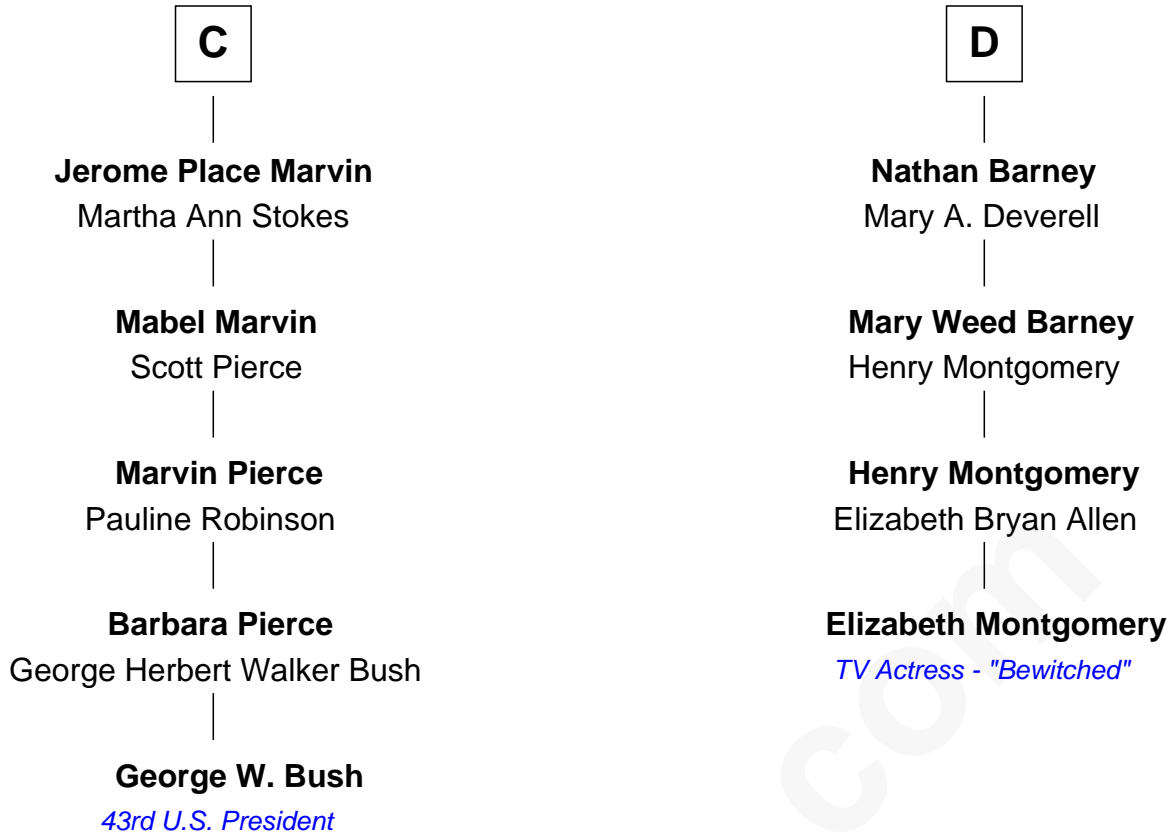 C
D
Jerome Place Marvin
Martha Ann Stokes
Nathan Barney
Mary A. Deverell
Mabel Marvin
Scott Pierce
Mary Weed Barney
Henry Montgomery
Marvin Pierce
Pauline Robinson
Henry Montgomery
Elizabeth Bryan Allen
Barbara Pierce
George Herbert Walker Bush
Elizabeth Montgomery
TV Actress - "Bewitched"
George W. Bush
43rd U.S. President
com